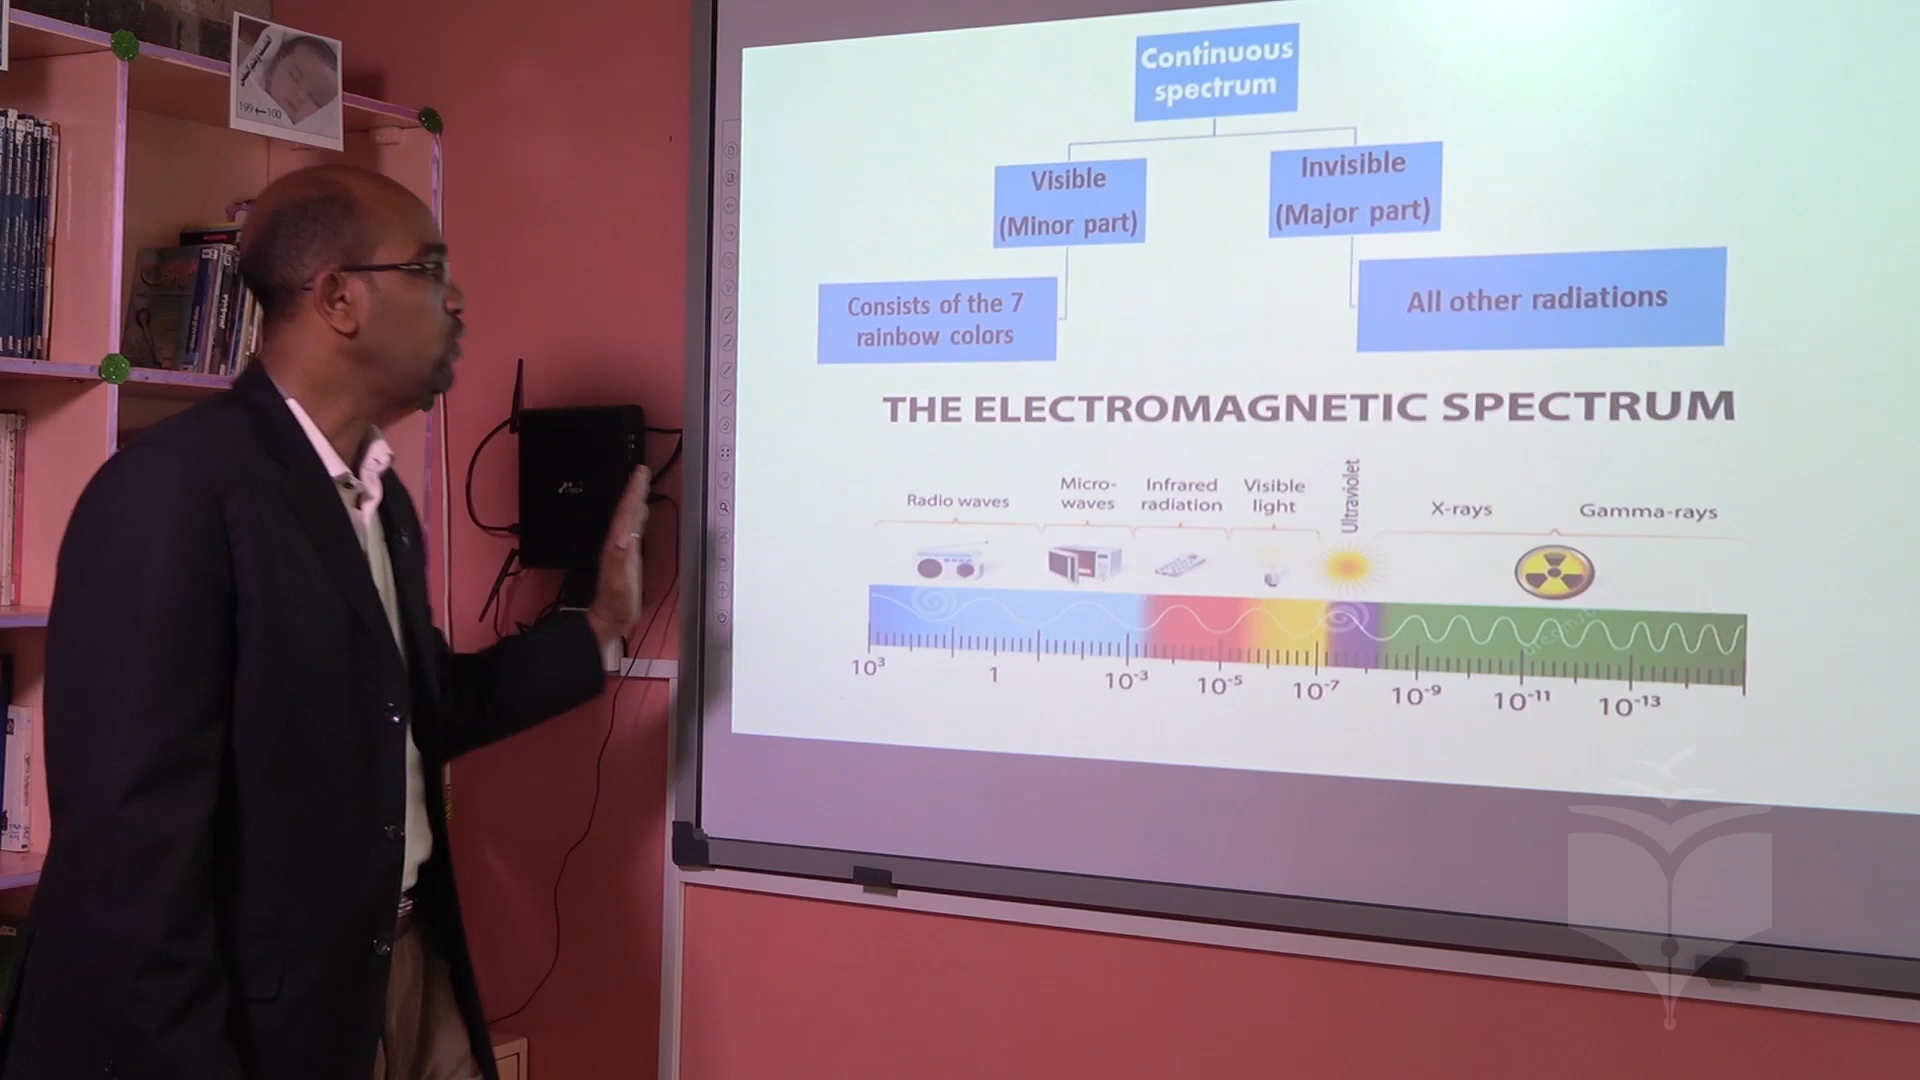 199 ← 100
Continuous
spectrum
Visible
(Minor part)
Invisible
(Major part)
Consists of the 7
rainbow colors
All other radiations
THE ELECTROMAGNETIC SPECTRUM
Radio waves
Micro-
waves
Infrared
radiation
Visible
light
Ultraviolet
X-rays
Gamma-rays
10³ 1 10⁻³ 10⁻⁵ 10⁻⁷ 10⁻⁹ 10⁻¹¹ 10⁻¹³